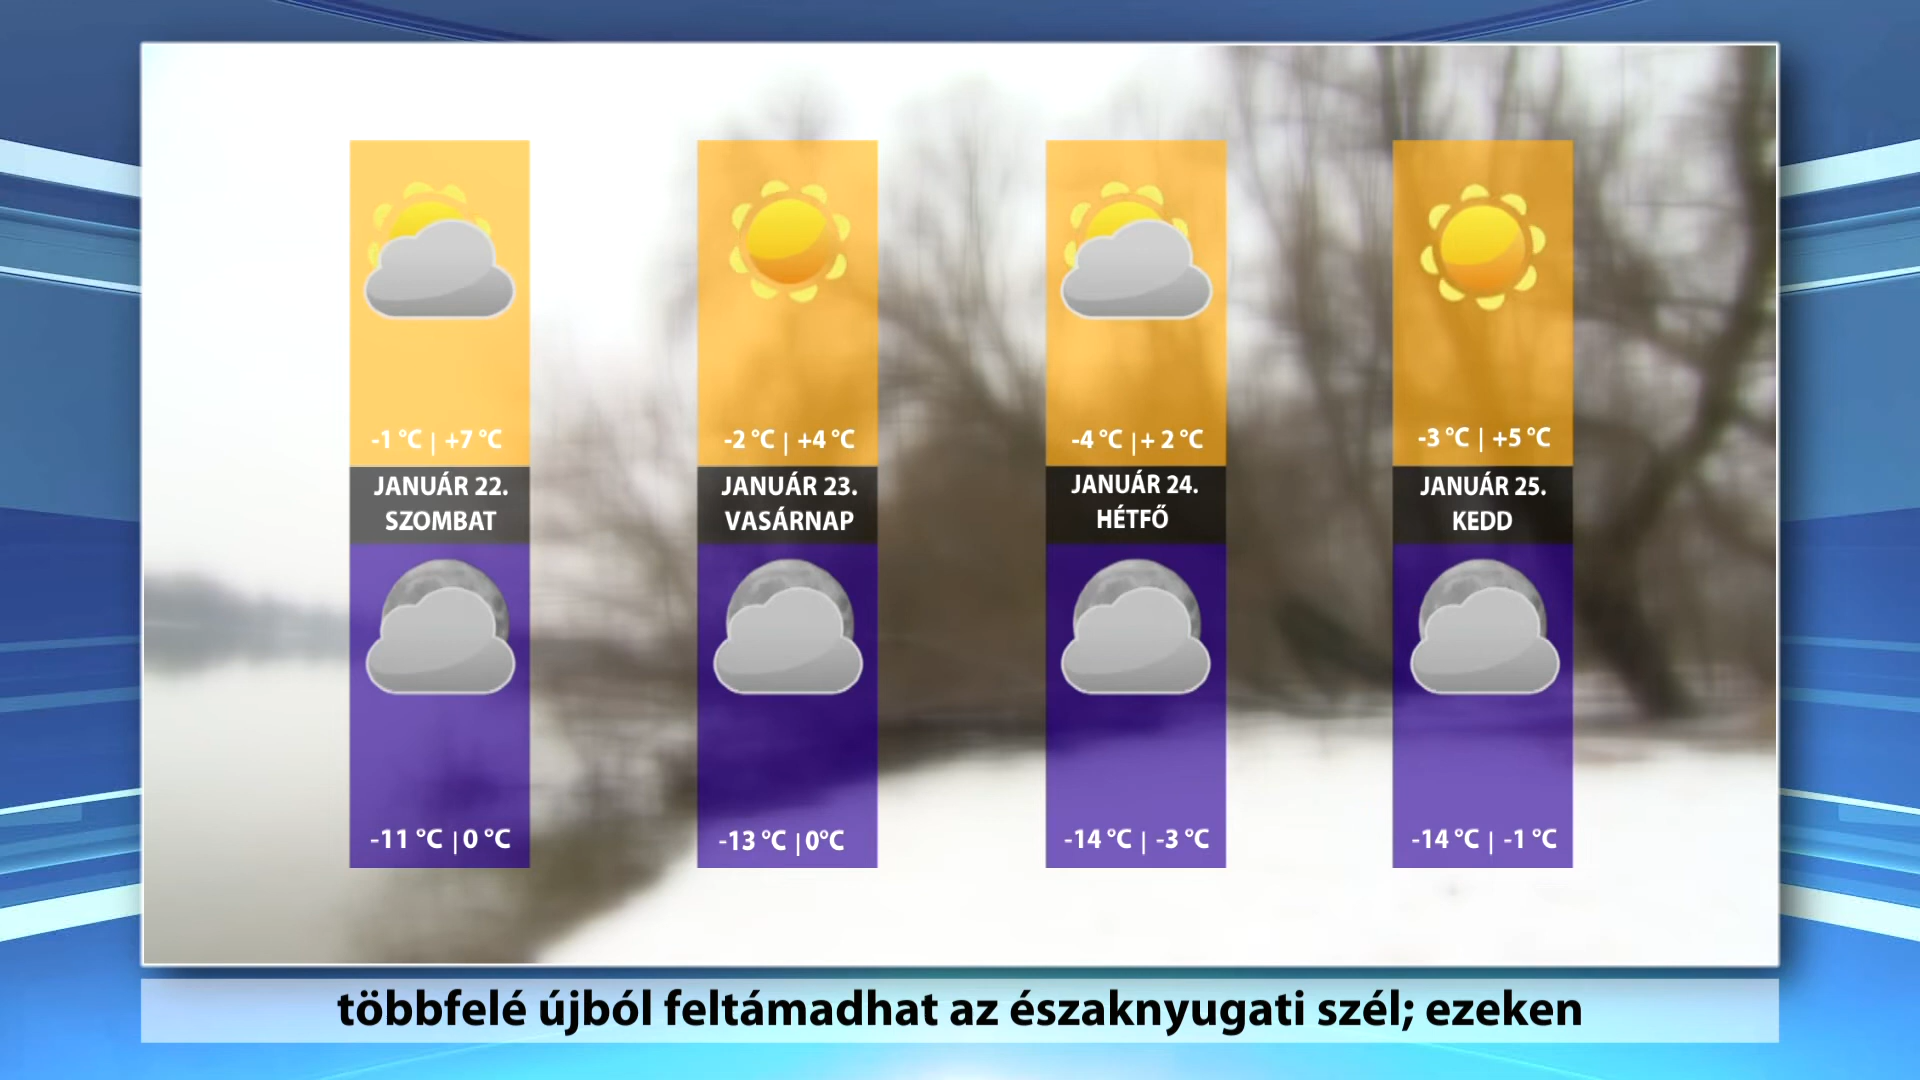 -1 °C | +7 °C
JANUÁR 22.
SZOMBAT
-11 °C | 0 °C
-2 °C | +4 °C
JANUÁR 23.
VASÁRNAP
-13 °C | 0°C
-4 °C | + 2 °C
JANUÁR 24.
HÉTFŐ
-14 °C | -3 °C
-3 °C | +5 °C
JANUÁR 25.
KEDD
-14 °C | -1 °C
többfelé újból feltámadhat az északnyugati szél; ezeken